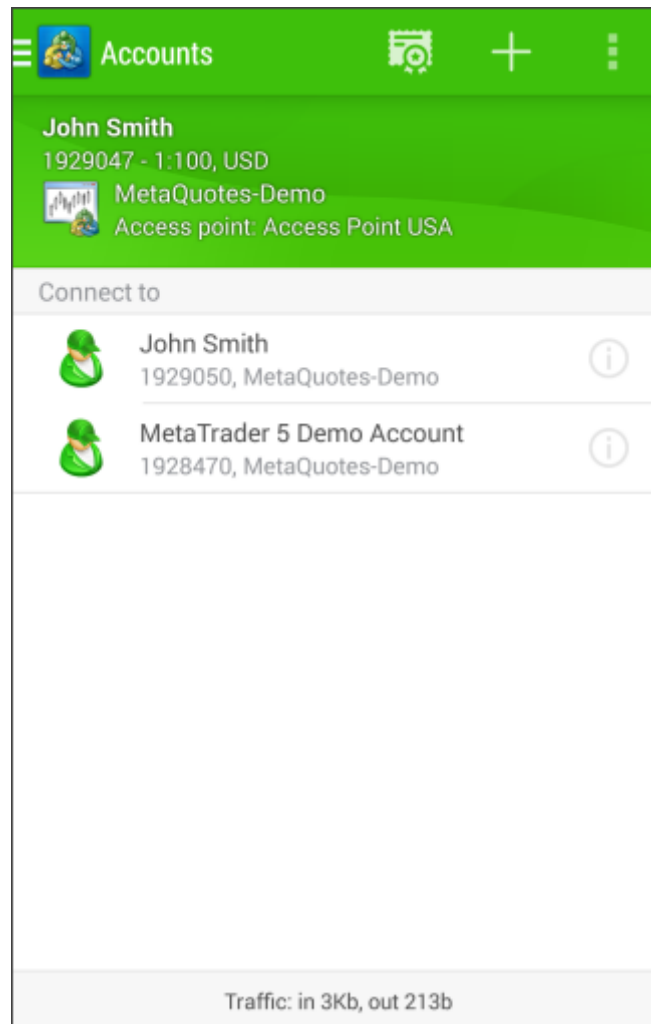 Accounts
John Smith
1929047 - 1:100, USD
MetaQuotes-Demo
Access point: Access Point USA
Connect to
John Smith
1929050, MetaQuotes-Demo
MetaTrader 5 Demo Account
1928470, MetaQuotes-Demo
Traffic: in 3Kb, out 213b